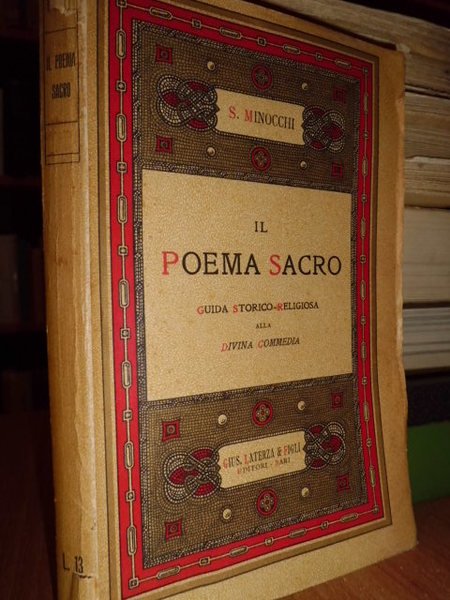 IL POEMA
SACRO
L. 13
S. MINOCCHI
IL
POEMA SACRO
GUIDA STORICO-RELIGIOSA
ALLA
DIVINA COMMEDIA
GIUS. LATERZA & FIGLI
EDITORI - BARI